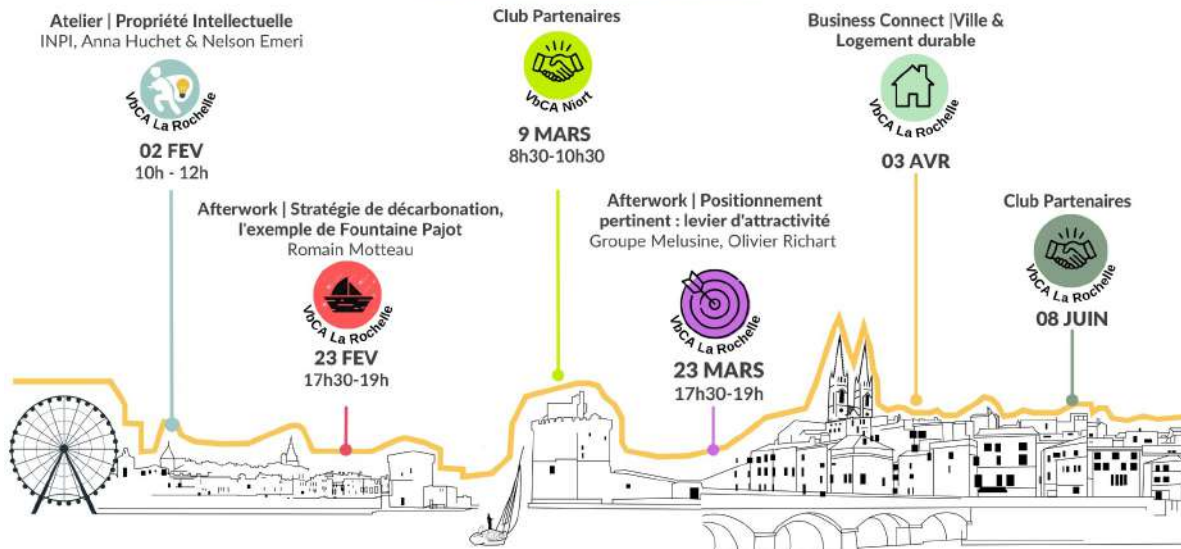 Atelier | Propriété Intellectuelle
INPI, Anna Huchet & Nelson Emeri
VbCA La Rochelle
02 FEV
10h - 12h
Afterwork | Stratégie de décarbonation,
l'exemple de Fountaine Pajot
Romain Motteau
VbCA La Rochelle
23 FEV
17h30-19h
Club Partenaires
VbCA Niort
9 MARS
8h30-10h30
Afterwork | Positionnement
pertinent : levier d'attractivité
Groupe Melusine, Olivier Richart
VbCA La Rochelle
23 MARS
17h30-19h
Business Connect |Ville &
Logement durable
VbCA La Rochelle
03 AVR
Club Partenaires
VbCA La Rochelle
08 JUIN